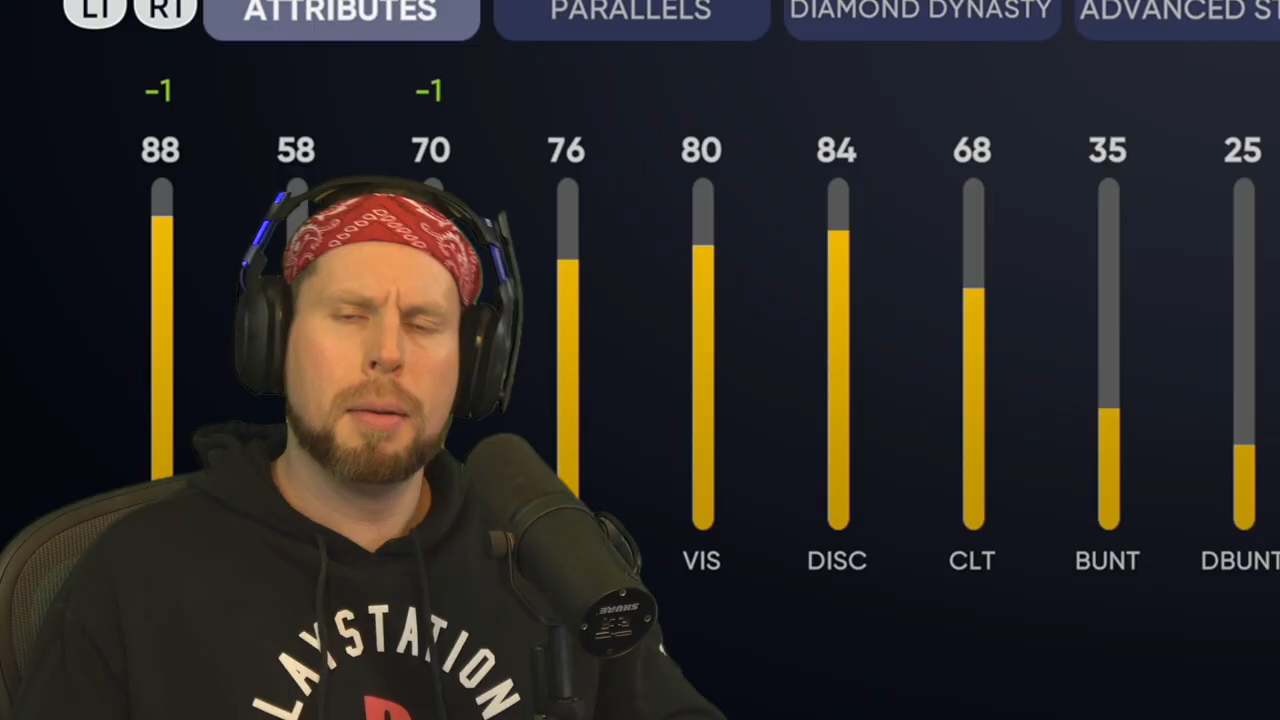 LT RT ATTRIBUTES PARALLELS DIAMOND DYNASTY ADVANCED ST
-1 -1
88 58 70 76 80 84 68 35 25
VIS DISC CLT BUNT DBUNT
LAYSTATION
SHURE